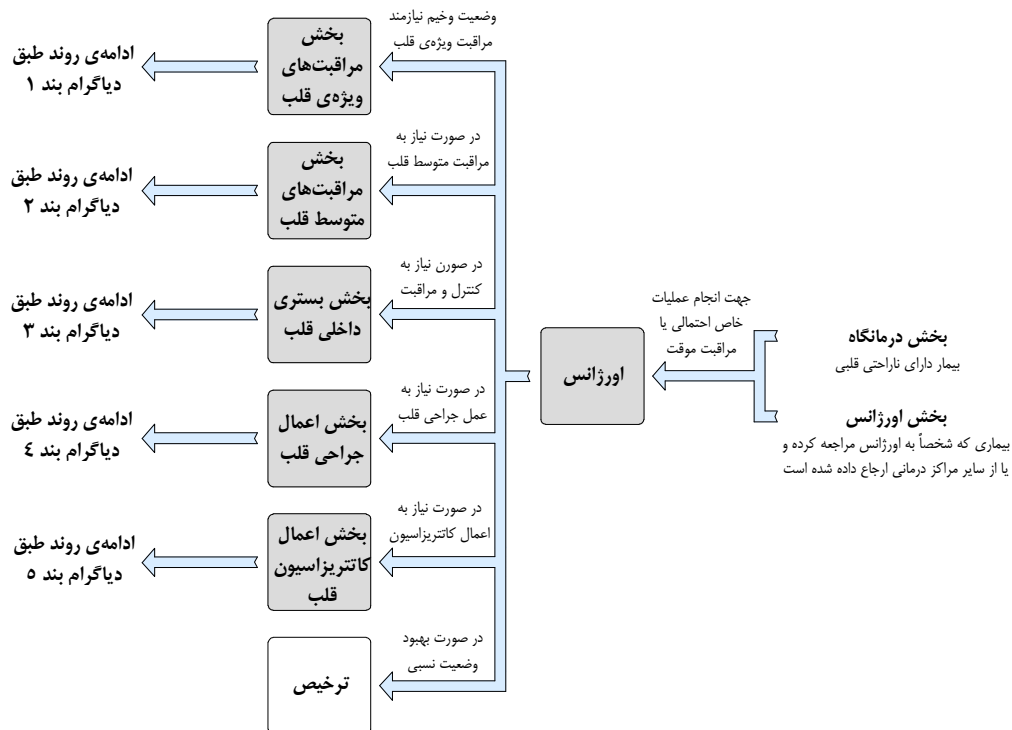 بخش درمانگاه
بیمار دارای ناراحتی قلبی
بخش اورژانس
بیماری که شخصاً به اورژانس مراجعه کرده و
یا از سایر مراکز درمانی ارجاع داده شده است
جهت انجام عملیات
خاص احتمالی یا
مراقبت موقت
اورژانس
وضعیت وخیم نیازمند
مراقبت ویژه‌ی قلب
بخش
مراقبت‌های
ویژه‌ی قلب
ادامه‌ی روند طبق
دیاگرام بند ۱
در صورت نیاز به
مراقبت متوسط قلب
بخش
مراقبت‌های
متوسط قلب
ادامه‌ی روند طبق
دیاگرام بند ۲
در صورن نیاز به
کنترل و مراقبت
بخش بستری
داخلی قلب
ادامه‌ی روند طبق
دیاگرام بند ۳
در صورت نیاز به
عمل جراحی قلب
بخش اعمال
جراحی قلب
ادامه‌ی روند طبق
دیاگرام بند ٤
در صورت نیاز به
اعمال کاتتریزاسیون
بخش اعمال
کاتتریزاسیون
قلب
ادامه‌ی روند طبق
دیاگرام بند ٥
در صورت بهبود
وضعیت نسبی
ترخیص